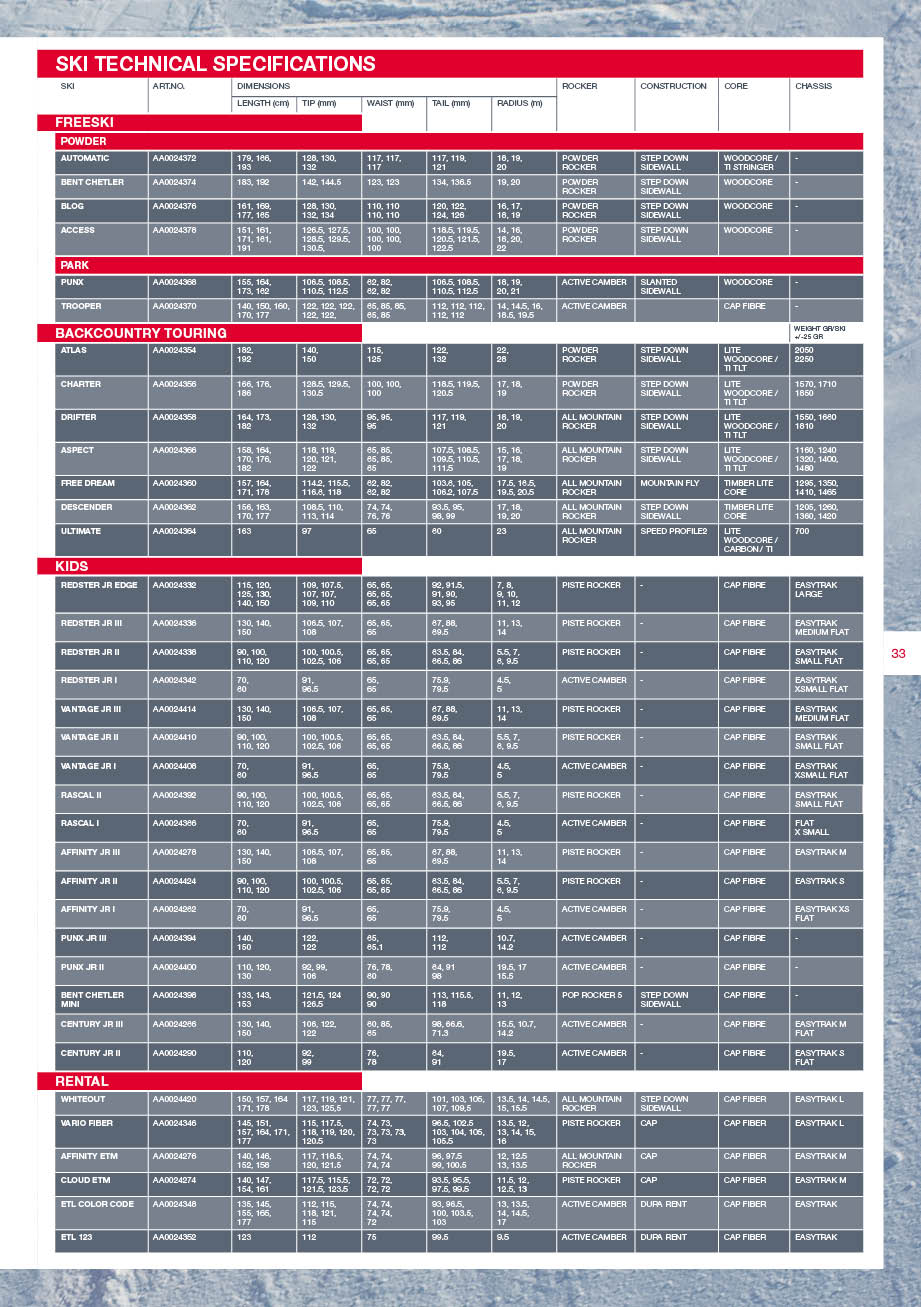 SKI TECHNICAL SPECIFICATIONS
SKI ART.NO. DIMENSIONS ROCKER CONSTRUCTION CORE CHASSIS
LENGTH (cm) TIP (mm) WAIST (mm) TAIL (mm) RADIUS (m)
FREESKI
POWDER
AUTOMATIC AA0024372 179, 186, 128, 130, 117, 117, 117, 119, 18, 19, POWDER STEP DOWN WOODCORE / -
193 132 117 121 20 ROCKER SIDEWALL TI STRINGER
BENT CHETLER AA0024374 183, 192 142, 144.5 123, 123 134, 136.5 19, 20 POWDER STEP DOWN WOODCORE -
ROCKER SIDEWALL
BLOG AA0024376 161, 169, 128, 130, 110, 110 120, 122, 16, 17, POWDER STEP DOWN WOODCORE -
177, 185 132, 134 110, 110 124, 126 18, 19 ROCKER SIDEWALL
ACCESS AA0024378 151, 161, 126.5, 127.5, 100, 100, 118.5, 119.5, 14, 16, POWDER STEP DOWN WOODCORE -
171, 181, 128.5, 129.5, 100, 100, 120.5, 121.5, 18, 20, ROCKER SIDEWALL
191 130.5, 100 122.5 22
PARK
PUNX AA0024368 155, 164, 106.5, 108.5, 82, 82, 106.5, 108.5, 18, 19, ACTIVE CAMBER SLANTED WOODCORE -
173, 182 110.5, 112.5 82, 82 110.5, 112.5 20, 21 SIDEWALL
TROOPER AA0024370 140, 150, 160, 122, 122, 122, 85, 85, 85, 112, 112, 112, 14, 14.5, 16, ACTIVE CAMBER CAP FIBRE -
170, 177 122, 122, 85, 85 112, 112 18.5, 19.5
BACKCOUNTRY TOURING WEIGHT GR/SKI
+/-25 GR
ATLAS AA0024354 182, 140, 115, 122, 22, POWDER STEP DOWN LITE 2050
192 150 125 132 28 ROCKER SIDEWALL WOODCORE / 2250
TI TLT
CHARTER AA0024356 166, 176, 128.5, 129.5, 100, 100, 118.5, 119.5, 17, 18, POWDER STEP DOWN LITE 1570, 1710
186 130.5 100 120.5 19 ROCKER SIDEWALL WOODCORE / 1850
TI TLT
DRIFTER AA0024358 164, 173, 128, 130, 95, 95, 117, 119, 18, 19, ALL MOUNTAIN STEP DOWN LITE 1550, 1680
182 132 95 121 20 ROCKER SIDEWALL WOODCORE / 1810
TI TLT
ASPECT AA0024366 158, 164, 118, 119, 85, 85, 107.5, 108.5, 15, 16, ALL MOUNTAIN STEP DOWN LITE 1160, 1240
170, 176, 120, 121, 85, 85, 109.5, 110.5, 17, 18, ROCKER SIDEWALL WOODCORE / 1320, 1400,
182 122 85 111.5 19 TI TLT 1480
FREE DREAM AA0024360 157, 164, 114.2, 115.5, 82, 82, 103.8, 105, 17.5, 18.5, ALL MOUNTAIN MOUNTAIN FLY TIMBER LITE 1295, 1350,
171, 178 116.8, 118 82, 82 106.2, 107.5 19.5, 20.5 ROCKER CORE 1410, 1465
DESCENDER AA0024362 156, 163, 108.5, 110, 74, 74, 93.5, 95, 17, 18, ALL MOUNTAIN STEP DOWN TIMBER LITE 1205, 1260,
170, 177 113, 114 76, 76 98, 99 19, 20 ROCKER SIDEWALL CORE 1360, 1420
ULTIMATE AA0024364 163 97 65 80 23 ALL MOUNTAIN SPEED PROFILE2 LITE 700
ROCKER WOODCORE /
CARBON / TI
KIDS
REDSTER JR EDGE AA0024332 115, 120, 109, 107.5, 65, 65, 92, 91.5, 7, 8, PISTE ROCKER - CAP FIBRE EASYTRAK
125, 130, 107, 107, 65, 65, 91, 90, 9, 10, LARGE
140, 150 109, 110 65, 65 93, 95 11, 12
REDSTER JR III AA0024336 130, 140, 106.5, 107, 65, 65, 87, 88, 11, 13, PISTE ROCKER - CAP FIBRE EASYTRAK
150 108 65 89.5 14 MEDIUM FLAT
REDSTER JR II AA0024338 90, 100, 100, 100.5, 65, 65, 83.5, 84, 5.5, 7, PISTE ROCKER - CAP FIBRE EASYTRAK
110, 120 102.5, 106 65, 65 86.5, 86 8, 9.5 SMALL FLAT
REDSTER JR I AA0024342 70, 91, 65, 75.9, 4.5, ACTIVE CAMBER - CAP FIBRE EASYTRAK
80 96.5 65 79.5 5 XSMALL FLAT
VANTAGE JR III AA0024414 130, 140, 106.5, 107, 65, 65, 87, 88, 11, 13, PISTE ROCKER - CAP FIBRE EASYTRAK
150 108 65 89.5 14 MEDIUM FLAT
VANTAGE JR II AA0024410 90, 100, 100, 100.5, 65, 65, 83.5, 84, 5.5, 7, PISTE ROCKER - CAP FIBRE EASYTRAK
110, 120 102.5, 106 65, 65 86.5, 86 8, 9.5 SMALL FLAT
VANTAGE JR I AA0024408 70, 91, 65, 75.9, 4.5, ACTIVE CAMBER - CAP FIBRE EASYTRAK
80 96.5 65 79.5 5 XSMALL FLAT
RASCAL II AA0024392 90, 100, 100, 100.5, 65, 65, 83.5, 84, 5.5, 7, PISTE ROCKER - CAP FIBRE EASYTRAK
110, 120 102.5, 106 65, 65 86.5, 86 8, 9.5 SMALL FLAT
RASCAL I AA0024386 70, 91, 65, 75.9, 4.5, ACTIVE CAMBER - CAP FIBRE FLAT
80 96.5 65 79.5 5 X SMALL
AFFINITY JR III AA0024278 130, 140, 106.5, 107, 65, 65, 87, 88, 11, 13, PISTE ROCKER - CAP FIBRE EASYTRAK M
150 108 65 89.5 14
AFFINITY JR II AA0024424 90, 100, 100, 100.5, 65, 65, 83.5, 84, 5.5, 7, PISTE ROCKER - CAP FIBRE EASYTRAK S
110, 120 102.5, 106 65, 65 86.5, 86 8, 9.5
AFFINITY JR I AA0024282 70, 91, 65, 75.9, 4.5, ACTIVE CAMBER - CAP FIBRE EASYTRAK XS
80 96.5 65 79.5 5 FLAT
PUNX JR III AA0024394 140, 122, 85, 112, 10.7, ACTIVE CAMBER - CAP FIBRE -
150 122 85.1 112 14.2
PUNX JR II AA0024400 110, 120, 92, 99, 76, 78, 84, 91 19.5, 17 ACTIVE CAMBER - CAP FIBRE -
130 106 80 98 15.5
BENT CHETLER AA0024398 133, 143, 121.5, 124 90, 90 113, 115.5, 11, 12, POP ROCKER 5 STEP DOWN CAP FIBRE -
MINI 153 126.5 90 118 13 SIDEWALL
CENTURY JR III AA0024286 130, 140, 106, 122, 80, 85, 98, 66.6, 15.5, 10.7, ACTIVE CAMBER - CAP FIBRE EASYTRAK M
150 122 85 71.3 14.2 FLAT
CENTURY JR II AA0024290 110, 92, 76, 84, 19.5, ACTIVE CAMBER - CAP FIBRE EASYTRAK S
120 99 78 91 17 FLAT
33
RENTAL
WHITEOUT AA0024420 150, 157, 164 117, 119, 121, 77, 77, 77, 101, 103, 105, 13.5, 14, 14.5, ALL MOUNTAIN STEP DOWN CAP FIBER EASYTRAK L
171, 178 123, 125,5 77, 77 107, 109,5 15, 15.5 ROCKER SIDEWALL
VARIO FIBER AA0024346 145, 151, 115, 117.5, 74, 73, 96.5, 102.5 13.5, 12, PISTE ROCKER CAP CAP FIBER EASYTRAK L
157, 164, 171, 118, 119, 120, 73, 73, 73, 103, 104, 105, 13, 14, 15,
177 120.5 73 105.5 16
AFFINITY ETM AA0024276 140, 146, 117, 118.5, 74, 74, 96, 97.5 12, 12.5 ALL MOUNTAIN CAP CAP FIBER EASYTRAK M
152, 158 120, 121.5 74, 74 99, 100.5 13, 13.5 ROCKER
CLOUD ETM AA0024274 140, 147, 117.5, 115.5, 72, 72, 93.5, 95.5, 11.5, 12, PISTE ROCKER CAP CAP FIBER EASYTRAK M
154, 161 121.5, 123.5 72, 72 97.5, 99.5 12.5, 13
ETL COLOR CODE AA0024348 135, 145, 112, 115, 74, 74, 93, 96.5, 13, 13.5, ACTIVE CAMBER DURA RENT CAP FIBER EASYTRAK
155, 165, 118, 121, 74, 74, 100, 103.5, 14, 14.5,
177 115 72 103 17
ETL 123 AA0024352 123 112 75 99.5 9.5 ACTIVE CAMBER DURA RENT CAP FIBER EASYTRAK